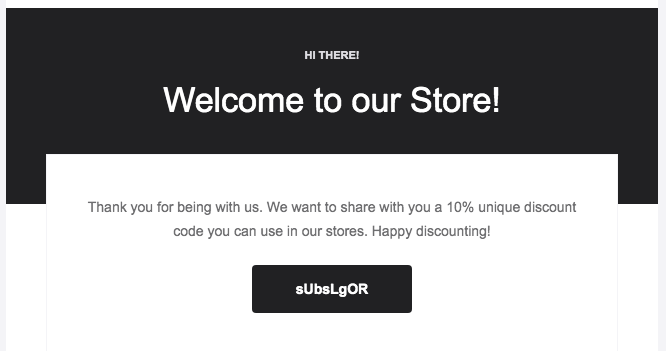 HI THERE!
Welcome to our Store!
Thank you for being with us. We want to share with you a 10% unique discount
code you can use in our stores. Happy discounting!
sUbsLgOR